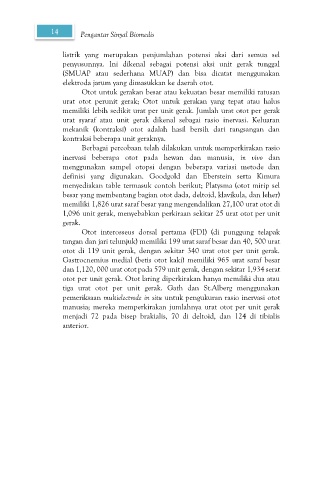 14 Pengantar Sinyal Biomedis
listrik yang merupakan penjumlahan potensi aksi dari semua sel
penyusunnya. Ini dikenal sebagai potensi aksi unit gerak tunggal
(SMUAP atau sederhana MUAP) dan bisa dicatat menggunakan
elektroda jarum yang dimasukkan ke daerah otot.
Otot untuk gerakan besar atau kekuatan besar memiliki ratusan
urat otot perunit gerak; Otot untuk gerakan yang tepat atau halus
memiliki lebih sedikit urat per unit gerak. Jumlah urat otot per gerak
urat syaraf atau unit gerak dikenal sebagai rasio inervasi. Keluaran
mekanik (kontraksi) otot adalah hasil bersih dari rangsangan dan
kontraksi beberapa unit geraknya.
Berbagai percobaan telah dilakukan untuk memperkirakan rasio
inervasi beberapa otot pada hewan dan manusia, in vivo dan
menggunakan sampel otopsi dengan beberapa variasi metode dan
definisi yang digunakan. Goodgold dan Eberstein serta Kimura
menyediakan table termasuk contoh berikut; Platysma (otot mirip sel
besar yang membentang bagian otot dada, deltoid, klavikula, dan leher)
memiliki 1,826 urat saraf besar yang mengendalikan 27,100 urat otot di
1,096 unit gerak, menyebabkan perkiraan sekitar 25 urat otot per unit
gerak.
Otot interosseus dorsal pertama (FDI) (di punggung telapak
tangan dan jari telunjuk) memiliki 199 urat saraf besar dan 40, 500 urat
otot di 119 unit gerak, dengan sekitar 340 urat otot per unit gerak.
Gastrocnemius medial (betis otot kaki) memiliki 965 urat saraf besar
dan 1,120, 000 urat otot pada 579 unit gerak, dengan sekitar 1,934 serat
otot per unit gerak. Otot laring diperkirakan hanya memiliki dua atau
tiga urat otot per unit gerak. Gath dan St.Alberg menggunakan
pemeriksaan multielectrode in situ untuk pengukuran rasio inervasi otot
manusia; mereka memperkirakan jumlahnya urat otot per unit gerak
menjadi 72 pada bisep brakialis, 70 di deltoid, dan 124 di tibialis
anterior.